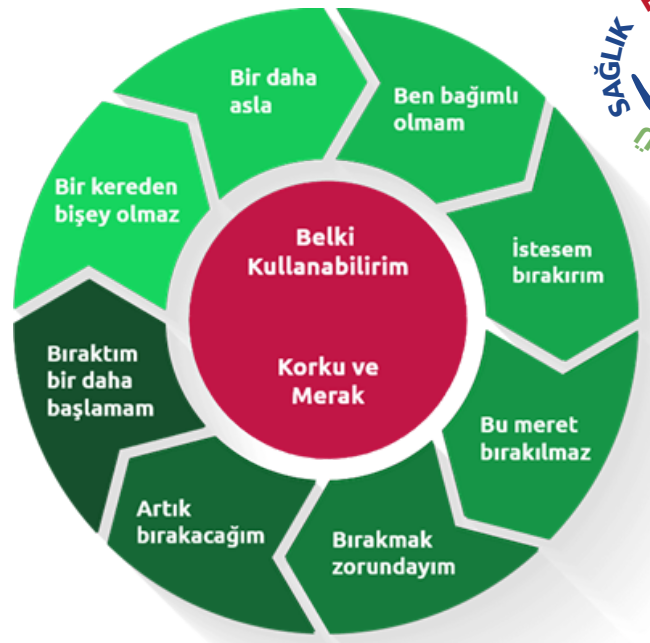 Bir daha
asla
Ben bağımlı
olmam
İstesem
bırakırım
Bu meret
bırakılmaz
Bırakmak
zorundayım
Artık
bırakacağım
Bıraktım
bir daha
başlamam
Bir kereden
bişey olmaz
Belki
Kullanabilirim
Korku ve
Merak
SAĞLIK